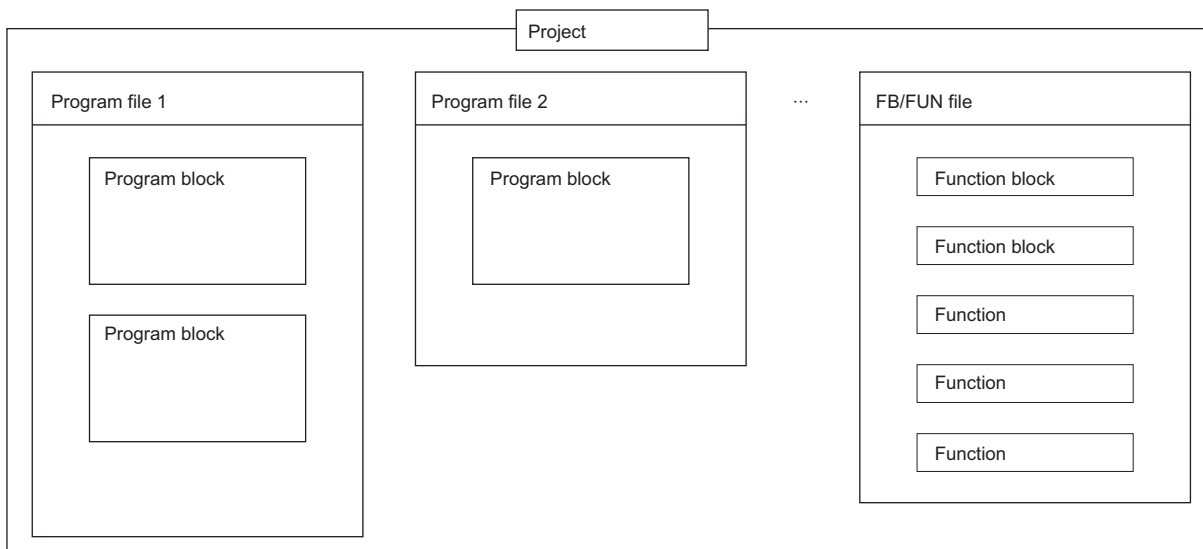 Project
Program file 1
Program block
Program block
Program file 2
Program block
...
FB/FUN file
Function block
Function block
Function
Function
Function